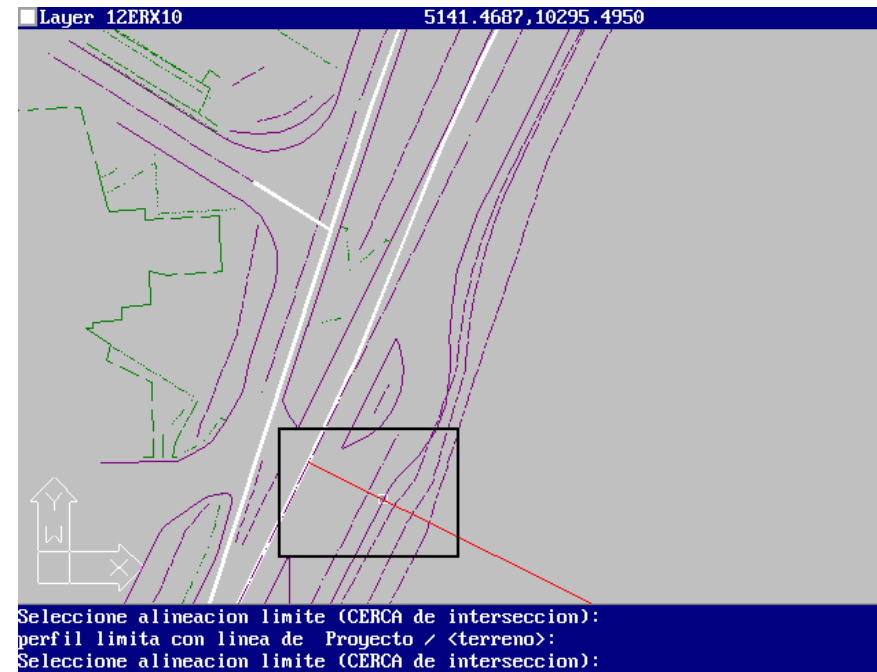 Layer 12ERX10 5141.4687,10295.4950
Y
W
X
Seleccione alineacion limite (CERCA de interseccion):
perfil limita con linea de Proyecto / <terreno>:
Seleccione alineacion limite (CERCA de interseccion):